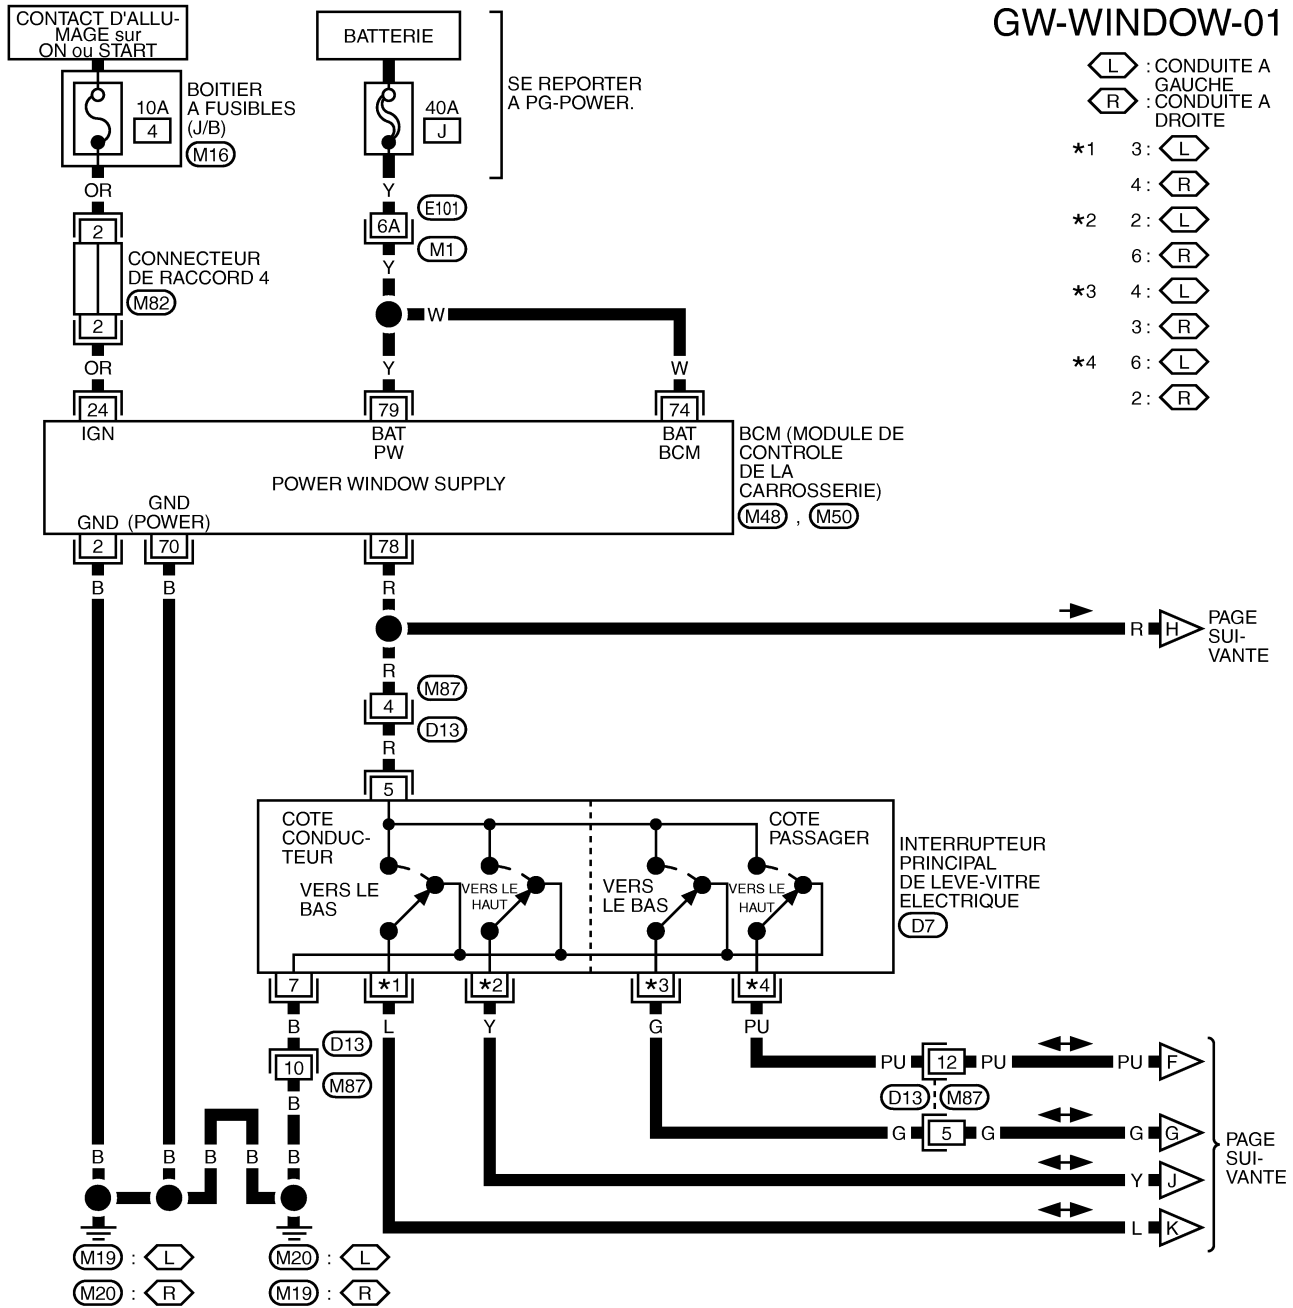 GW-WINDOW-01
CONTACT D'ALLU-
MAGE sur
ON ou START
BATTERIE
SE REPORTER
A PG-POWER.
L : CONDUITE A
GAUCHE
R : CONDUITE A
DROITE
*1 3: L
4: R
*2 2: L
6: R
*3 4: L
3: R
*4 6: L
2: R
10A
4
BOITIER
A FUSIBLES
(J/B)
M16
40A
J
OR
Y
2
6A
E101
M1
Y
CONNECTEUR
DE RACCORD 4
M82
2
W
OR
Y
W
24
79
74
IGN
BAT
PW
BAT
BCM
BCM (MODULE DE
CONTROLE
DE LA
CARROSSERIE)
M48 , M50
POWER WINDOW SUPPLY
GND
GND
(POWER)
2
70
78
B
B
R
R
H
PAGE
SUI-
VANTE
R
4
M87
D13
R
5
COTE
CONDUC-
TEUR
COTE
PASSAGER
VERS LE
BAS
VERS LE
HAUT
VERS
LE BAS
VERS LE
HAUT
INTERRUPTEUR
PRINCIPAL
DE LEVE-VITRE
ELECTRIQUE
D7
7
*1
*2
*3
*4
B
L
Y
G
PU
D13
10
M87
B
PU
12
PU
PU
F
D13
M87
G
5
G
G
G
Y
J
L
K
PAGE
SUI-
VANTE
B
B
B
B
B
M19 : L
M20 : R
M20 : L
M19 : R